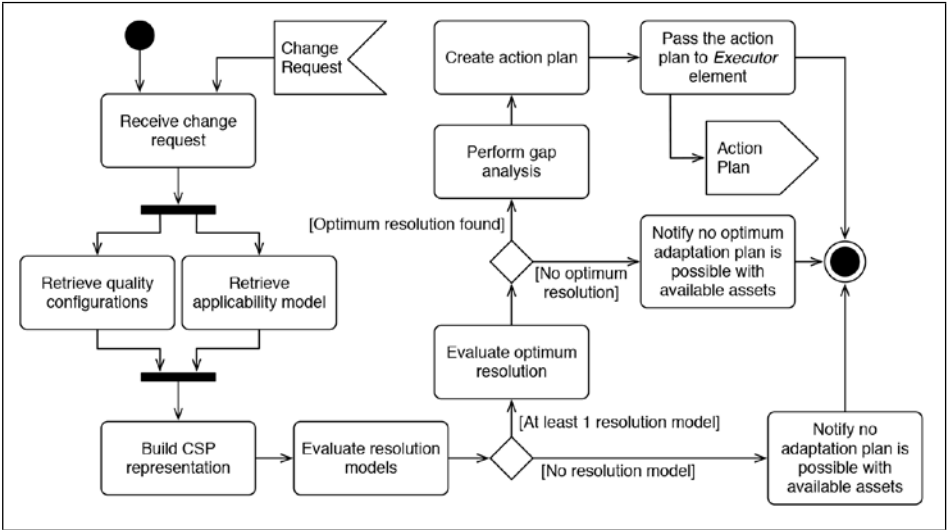 Change
Request
Receive change
request
Retrieve quality
configurations
Retrieve
applicability model
Build CSP
representation
Evaluate resolution
models
[At least 1 resolution model]
[No resolution model]
Evaluate optimum
resolution
[Optimum resolution found]
[No optimum
resolution]
Perform gap
analysis
Create action plan
Pass the action
plan to Executor
element
Action
Plan
Notify no optimum
adaptation plan is
possible with
available assets
Notify no
adaptation plan is
possible with
available assets